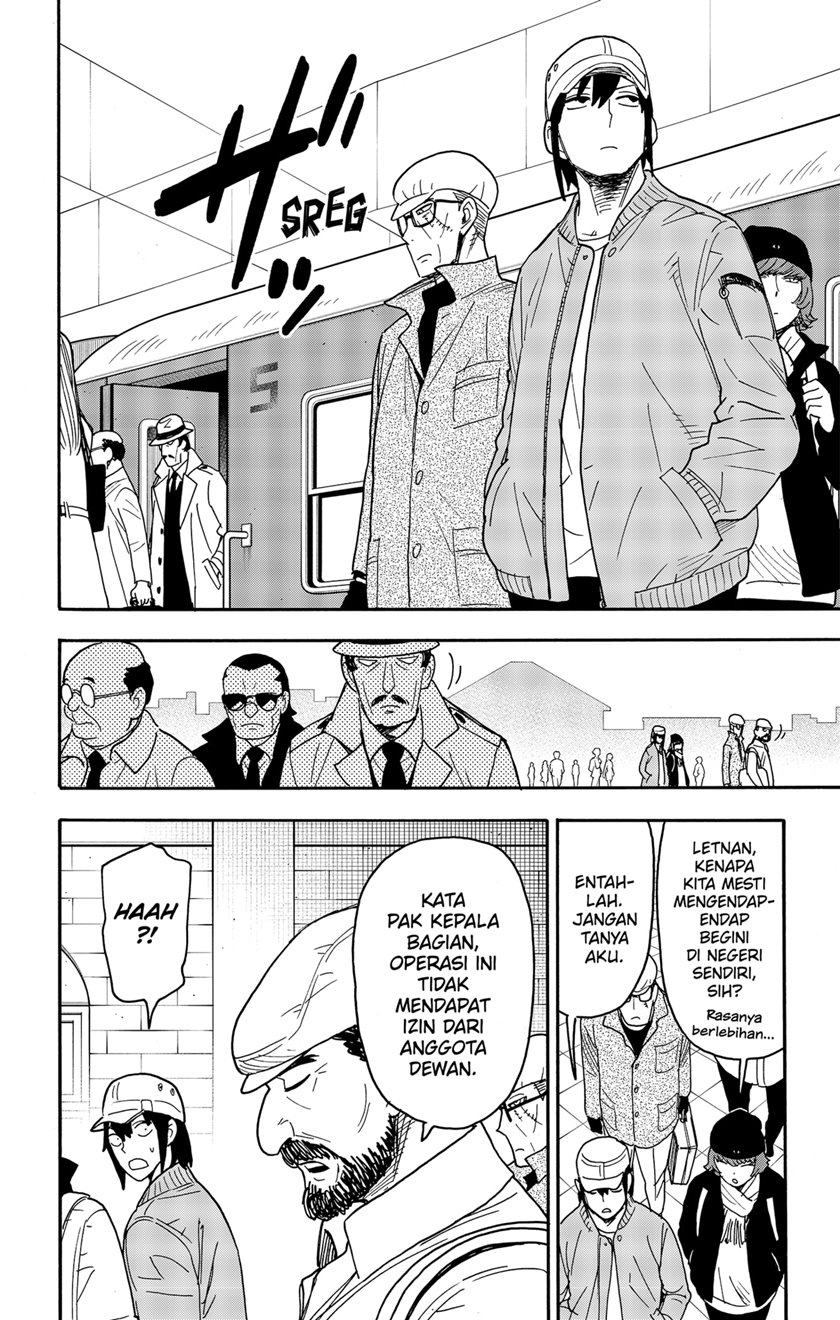 ザッ
SREG
5
LETNAN,
KENAPA
KITA MESTI
MENGENDAP-
ENDAP
BEGINI
DI NEGERI
SENDIRI,
SIH?
Rasanya
berlebihan...
ENTAH-
LAH.
JANGAN
TANYA
AKU.
KATA
PAK KEPALA
BAGIAN,
OPERASI INI
TIDAK
MENDAPAT
IZIN DARI
ANGGOTA
DEWAN.
HAAH
?!